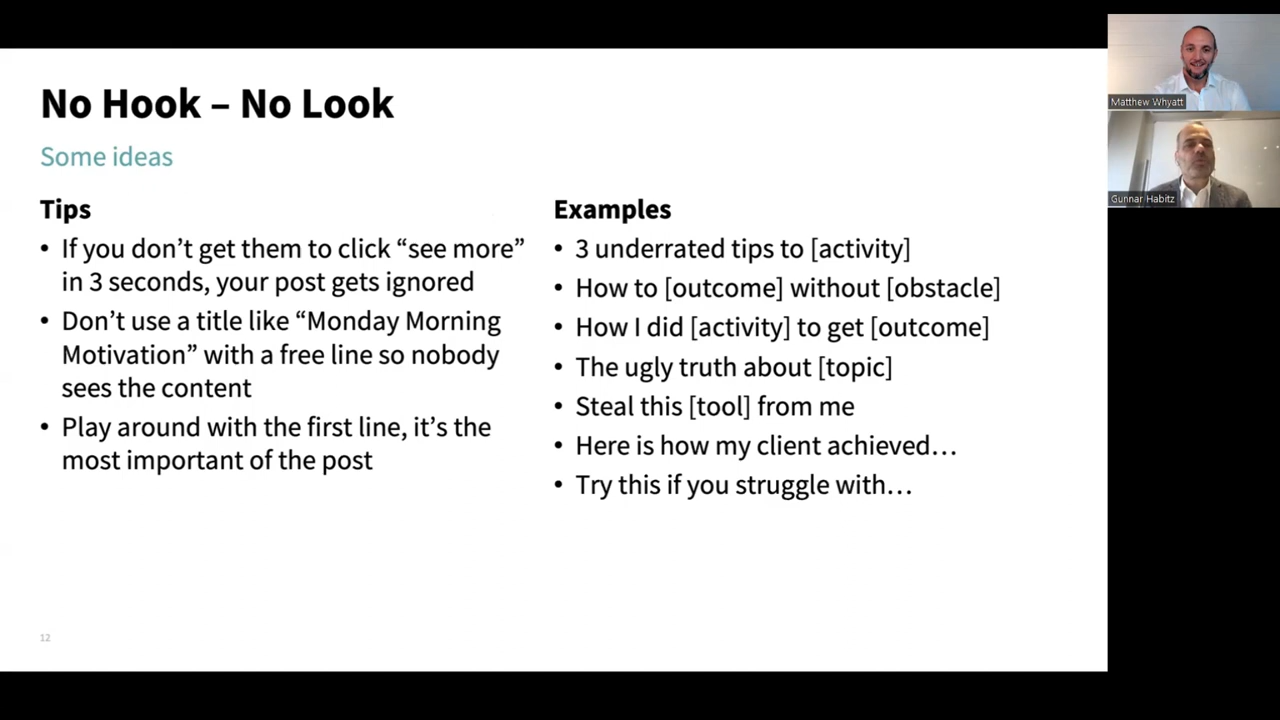 No Hook – No Look
Some ideas
Tips
• If you don’t get them to click “see more”
in 3 seconds, your post gets ignored
• Don’t use a title like “Monday Morning
Motivation” with a free line so nobody
sees the content
• Play around with the first line, it’s the
most important of the post
Examples
• 3 underrated tips to [activity]
• How to [outcome] without [obstacle]
• How I did [activity] to get [outcome]
• The ugly truth about [topic]
• Steal this [tool] from me
• Here is how my client achieved…
• Try this if you struggle with…
12
Matthew Whyatt
Gunnar Habitz